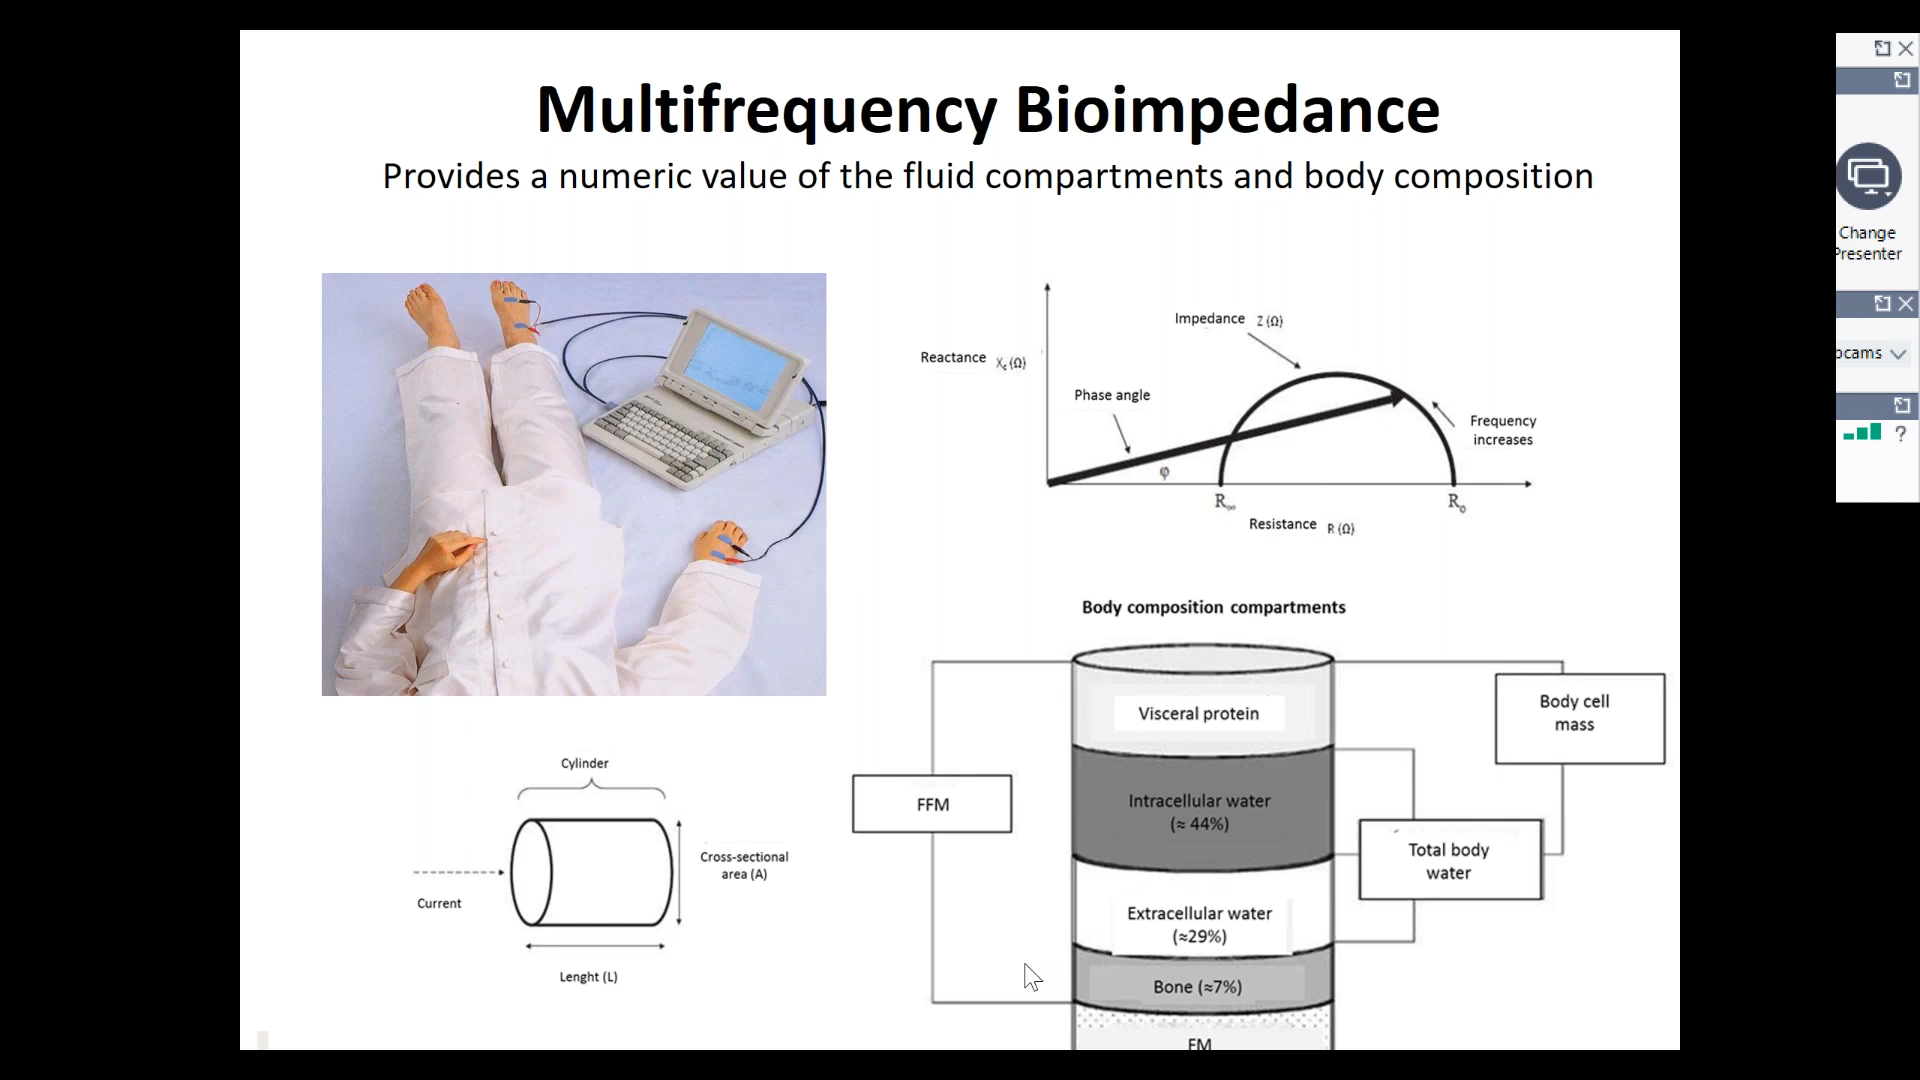 Multifrequency Bioimpedance
Provides a numeric value of the fluid compartments and body composition
Impedance Z (Ω)
Reactance Xc (Ω)
Phase angle
Frequency
increases
φ
R∞
R0
Resistance R (Ω)
Body composition compartments
Visceral protein
Body cell
mass
Intracellular water
(≈ 44%)
FFM
Total body
water
Extracellular water
(≈29%)
Bone (≈7%)
FM
Cylinder
Cross-sectional
area (A)
Current
Lenght (L)
Change
Presenter
?